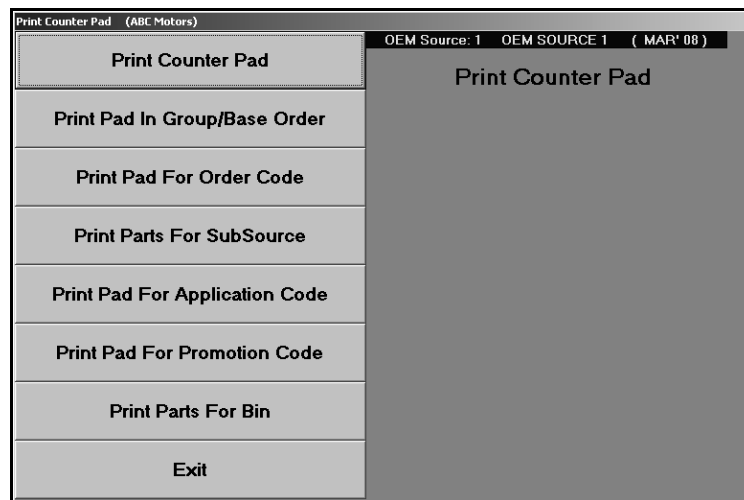 Print Counter Pad (ABC Motors)
OEM Source: 1 OEM SOURCE 1 ( MAR' 08 )
Print Counter Pad
Print Counter Pad
Print Pad In Group/Base Order
Print Pad For Order Code
Print Parts For SubSource
Print Pad For Application Code
Print Pad For Promotion Code
Print Parts For Bin
Exit